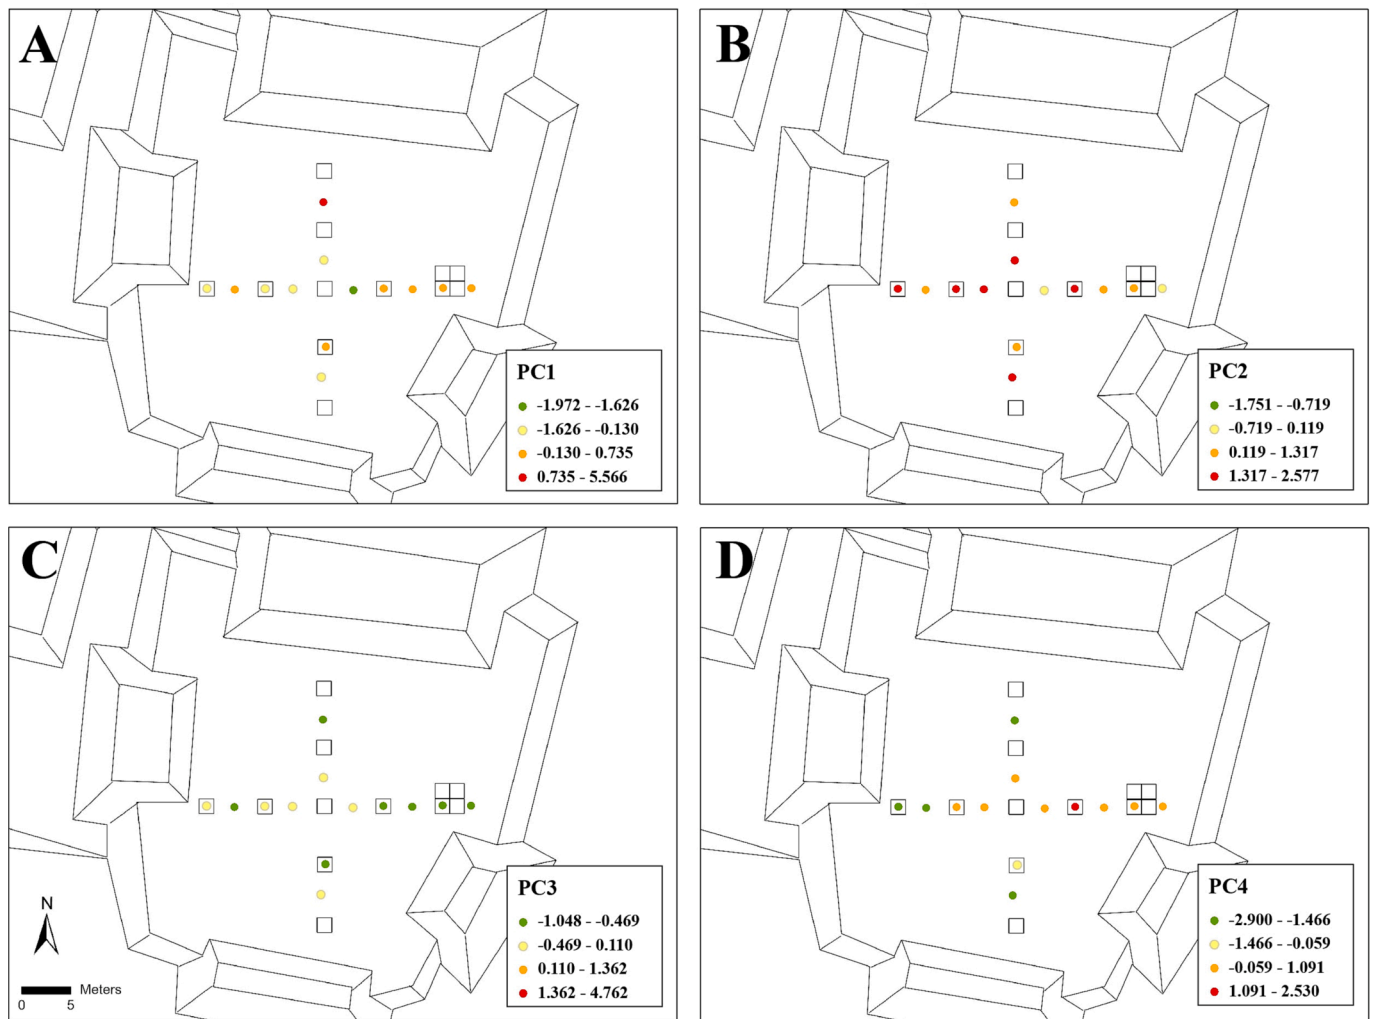 A
PC1
-1.972 - -1.626
-1.626 - -0.130
-0.130 - 0.735
0.735 - 5.566
B
PC2
-1.751 - -0.719
-0.719 - 0.119
0.119 - 1.317
1.317 - 2.577
C
N
Meters
0 5
PC3
-1.048 - -0.469
-0.469 - 0.110
0.110 - 1.362
1.362 - 4.762
D
PC4
-2.900 - -1.466
-1.466 - -0.059
-0.059 - 1.091
1.091 - 2.530